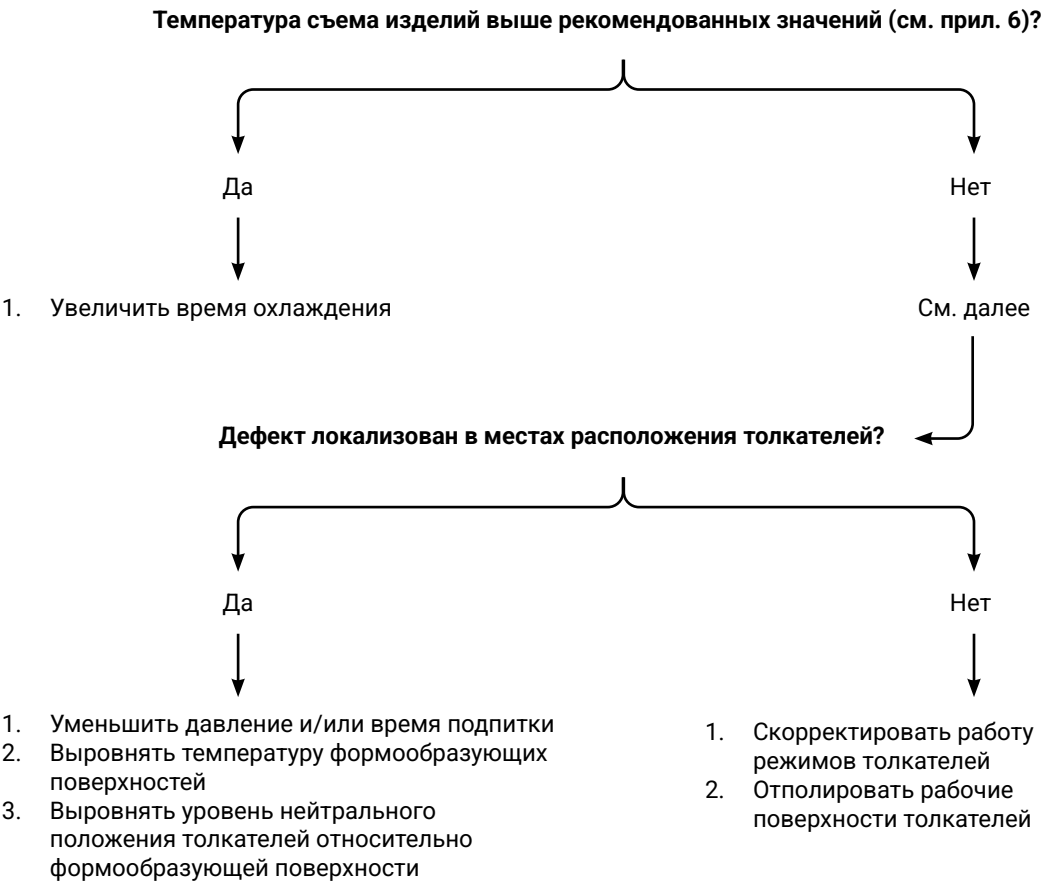 Температура съема изделий выше рекомендованных значений (см. прил. 6)?
Да
Нет
1. Увеличить время охлаждения
См. далее
Дефект локализован в местах расположения толкателей?
Да
Нет
1. Уменьшить давление и/или время подпитки
2. Выровнять температуру формообразующих
поверхностей
3. Выровнять уровень нейтрального
положения толкателей относительно
формообразующей поверхности
1. Скорректировать работу
режимов толкателей
2. Отполировать рабочие
поверхности толкателей